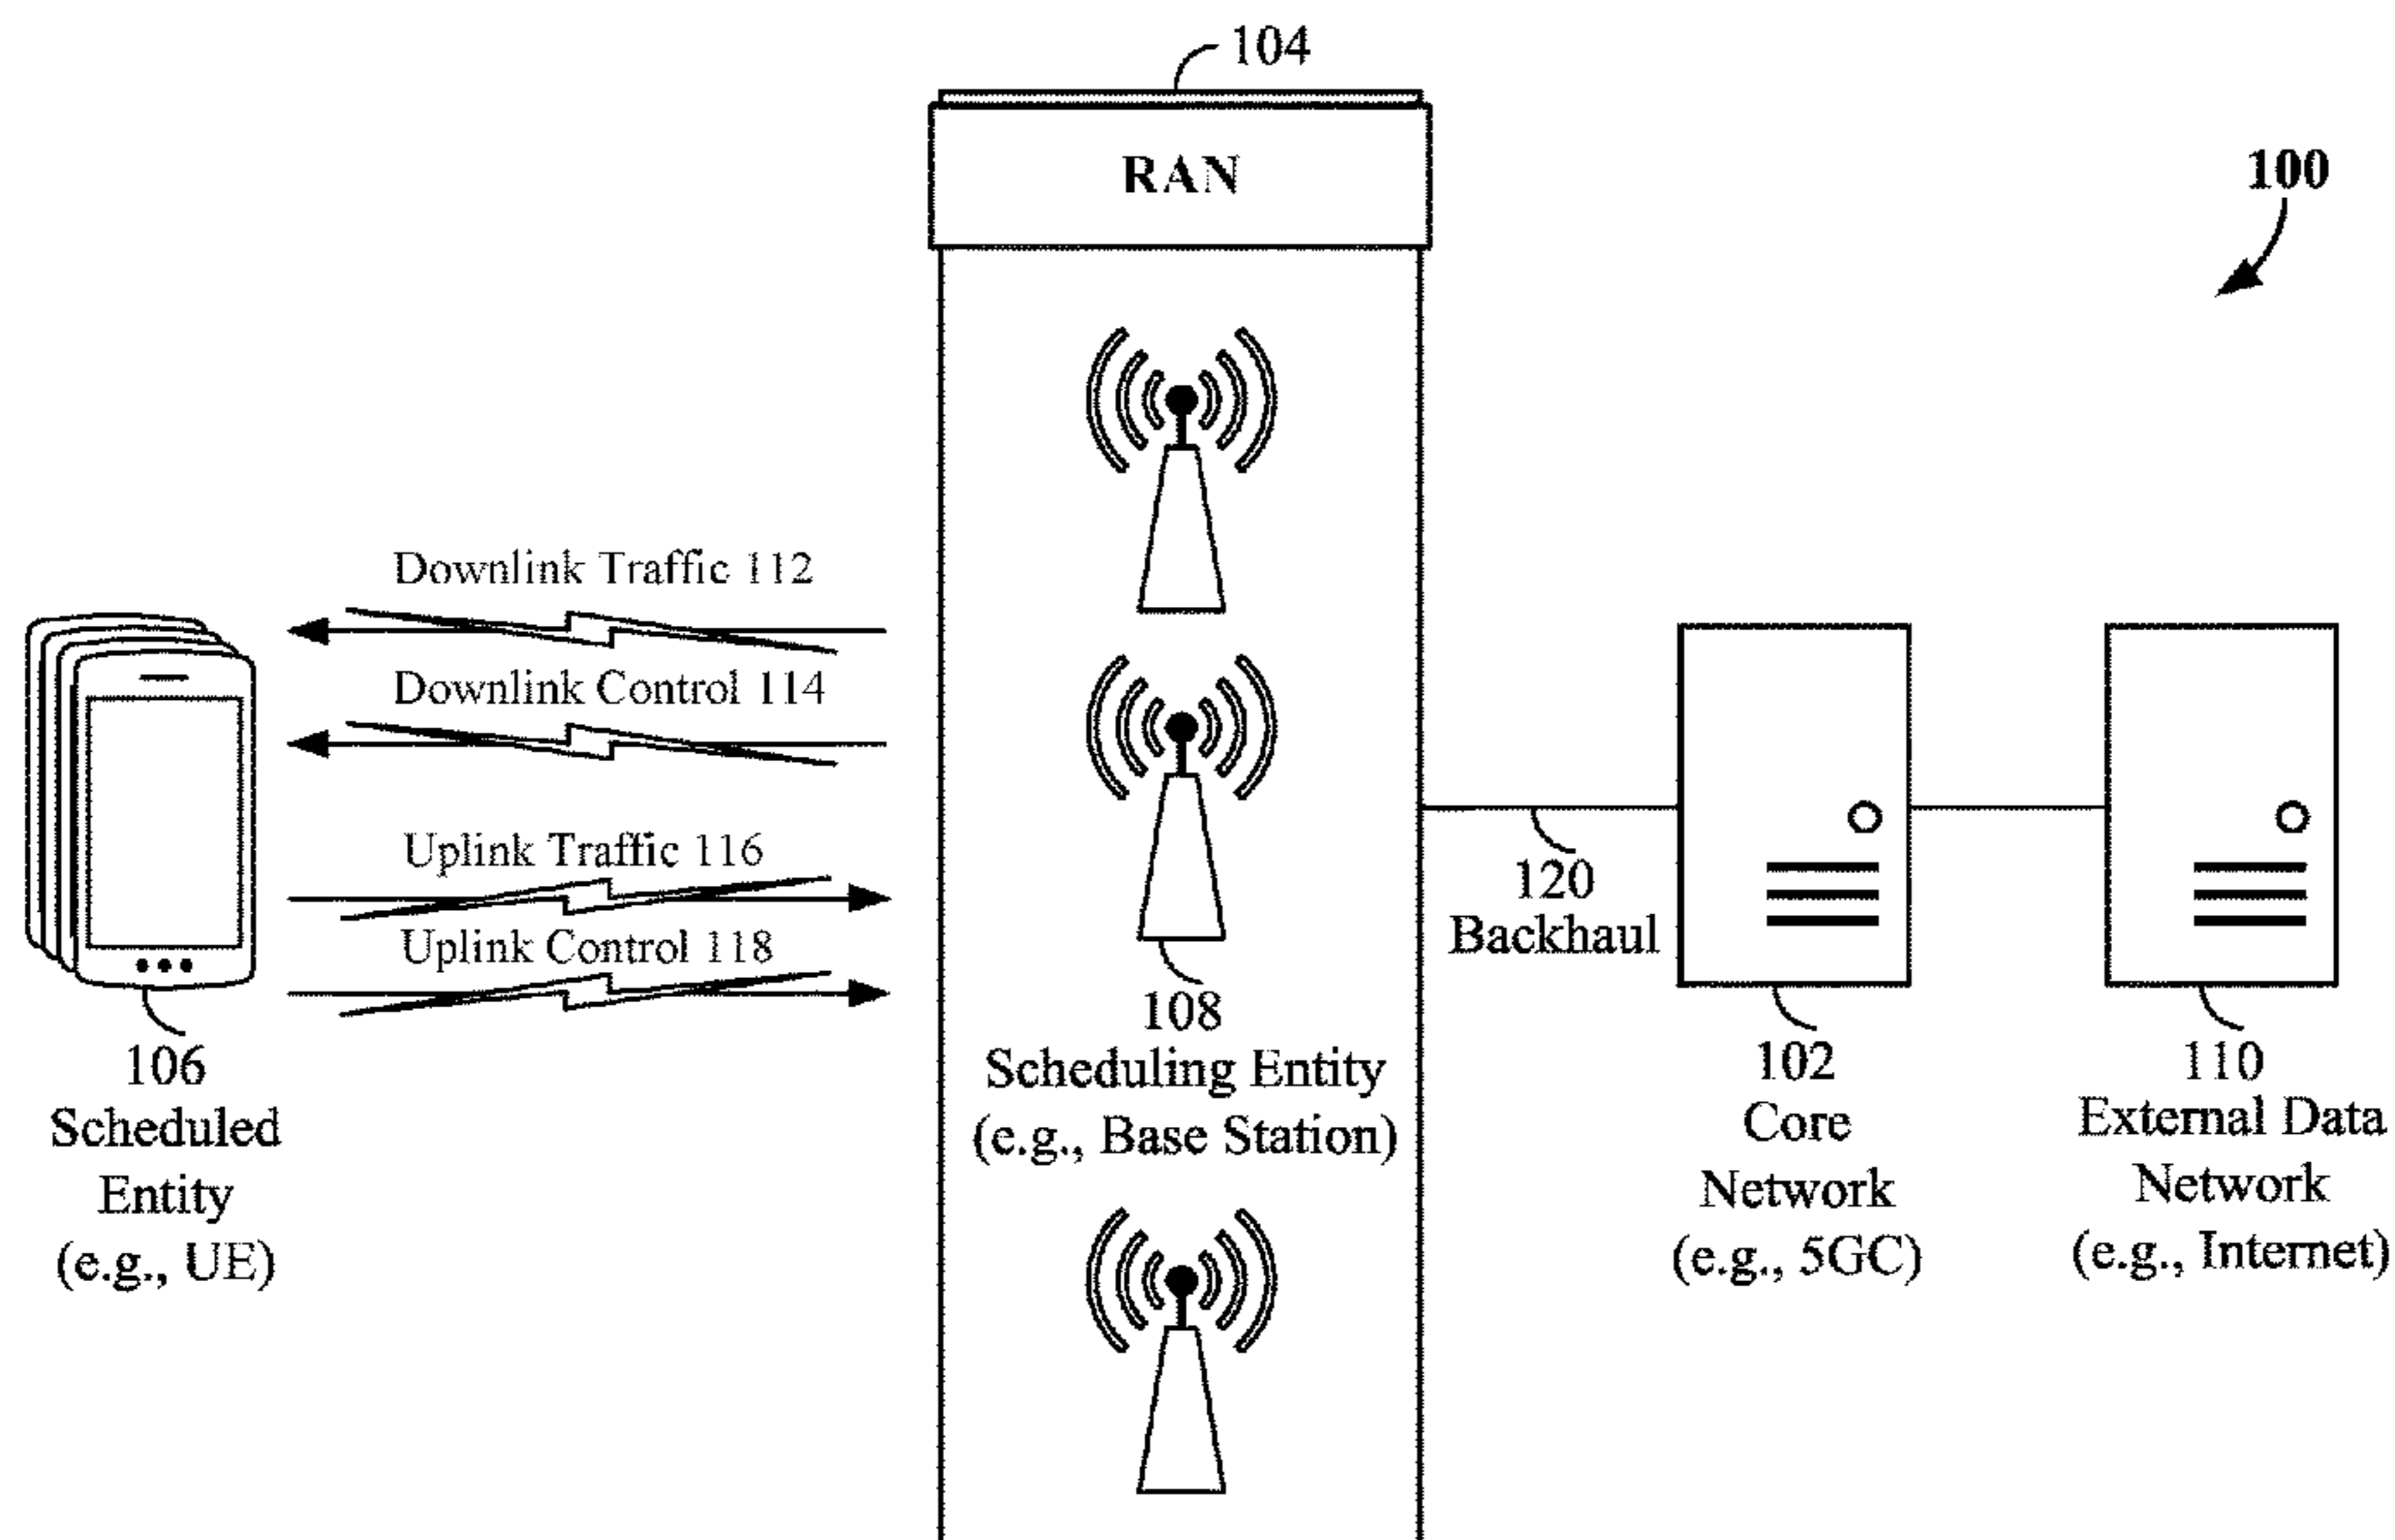 104
RAN
100
Downlink Traffic 112
Downlink Control 114
Uplink Traffic 116
Uplink Control 118
106
Scheduled
Entity
(e.g., UE)
108
Scheduling Entity
(e.g., Base Station)
120
Backhaul
102
Core
Network
(e.g., 5GC)
110
External Data
Network
(e.g., Internet)